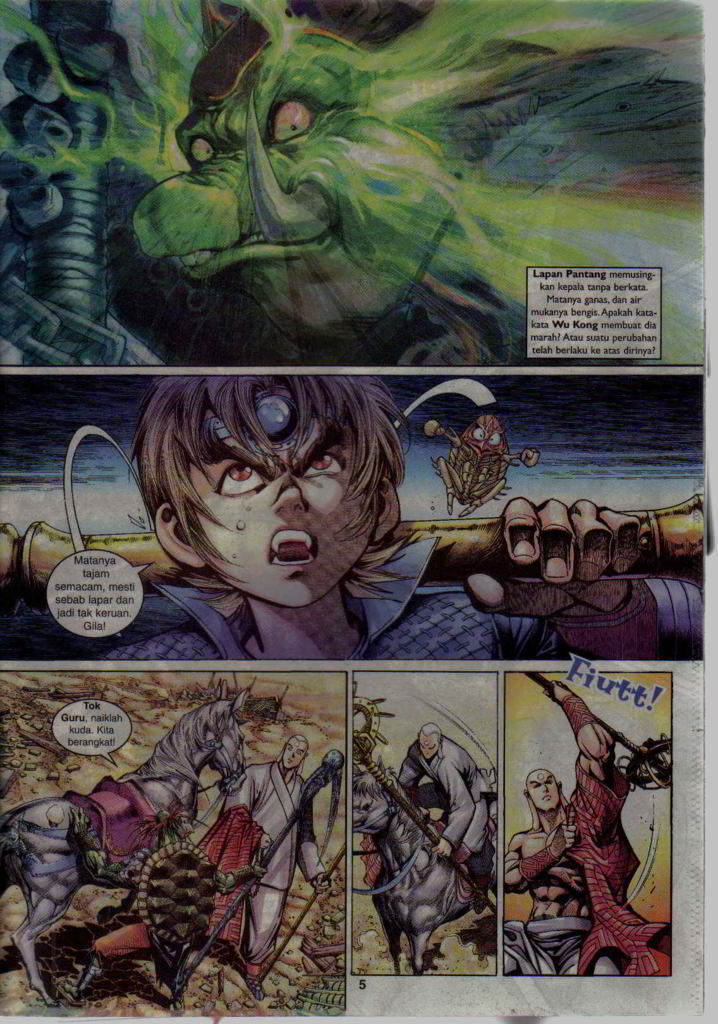 Lapan Pantang memusing-
kan kepala tanpa berkata.
Matanya ganas, dan air
mukanya bengis. Apakah kata-
kata Wu Kong membuat dia
marah? Atau suatu perubahan
telah berlaku ke atas dirinya?
Matanya
tajam
semacam, mesti
sebab lapar dan
jadi tak keruan.
Gila!
Tok
Guru, naiklah
kuda. Kita
berangkat!
Fiutt!
5